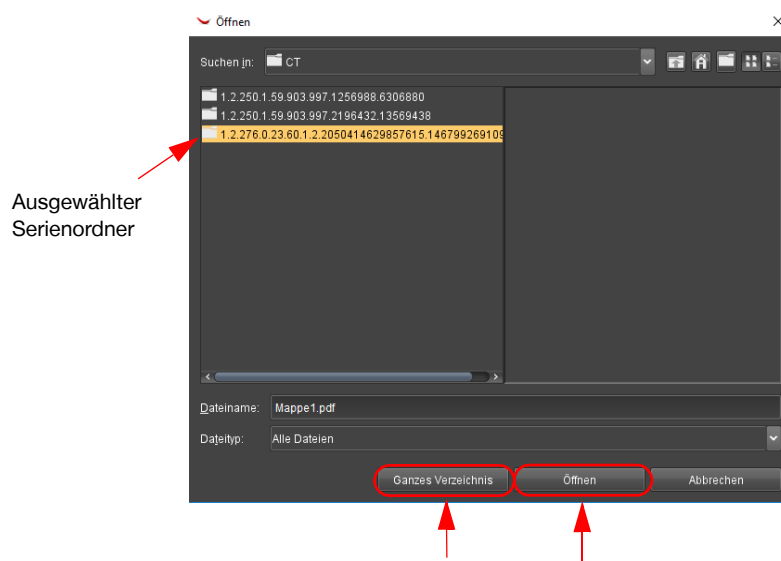 Öffnen
Suchen in: CT
1.2.250.1.59.903.997.1256988.6306880
1.2.250.1.59.903.997.2196432.13569438
1.2.276.0.23.60.1.2.2050414629857615.146799269109
Ausgewählter
Serienordner
Dateiname: Mappe1.pdf
Dateityp: Alle Dateien
Ganzes Verzeichnis Öffnen Abbrechen